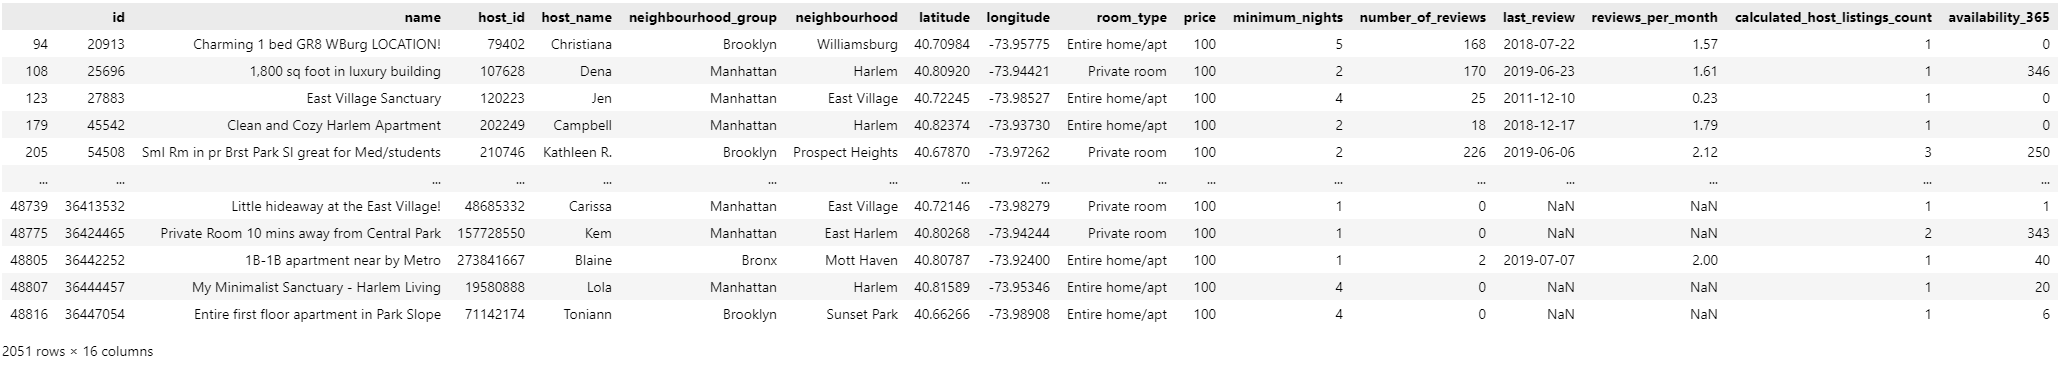 id name host_id host_name neighbourhood_group neighbourhood latitude longitude room_type price minimum_nights number_of_reviews last_review reviews_per_month calculated_host_listings_count availability_365
94 20913 Charming 1 bed GR8 WBurg LOCATION! 79402 Christiana Brooklyn Williamsburg 40.70984 -73.95775 Entire home/apt 100 5 168 2018-07-22 1.57 1 0
108 25696 1,800 sq foot in luxury building 107628 Dena Manhattan Harlem 40.80920 -73.94421 Private room 100 2 170 2019-06-23 1.61 1 346
123 27883 East Village Sanctuary 120223 Jen Manhattan East Village 40.72245 -73.98527 Entire home/apt 100 4 25 2011-12-10 0.23 1 0
179 45542 Clean and Cozy Harlem Apartment 202249 Campbell Manhattan Harlem 40.82374 -73.93730 Entire home/apt 100 2 18 2018-12-17 1.79 1 0
205 54508 Sml Rm in pr Brst Park Sl great for Med/students 210746 Kathleen R. Brooklyn Prospect Heights 40.67870 -73.97262 Private room 100 2 226 2019-06-06 2.12 3 250
... ... ... ... ... ... ... ... ... ... ... ... ... ... ... ... ...
48739 36413532 Little hideaway at the East Village! 48685332 Carissa Manhattan East Village 40.72146 -73.98279 Private room 100 1 0 NaN NaN 1 1
48775 36424465 Private Room 10 mins away from Central Park 157728550 Kem Manhattan East Harlem 40.80268 -73.94244 Private room 100 1 0 NaN NaN 2 343
48805 36442252 1B-1B apartment near by Metro 273841667 Blaine Bronx Mott Haven 40.80787 -73.92400 Entire home/apt 100 1 2 2019-07-07 2.00 1 40
48807 36444457 My Minimalist Sanctuary - Harlem Living 19580888 Lola Manhattan Harlem 40.81589 -73.95346 Entire home/apt 100 4 0 NaN NaN 1 20
48816 36447054 Entire first floor apartment in Park Slope 71142174 Toniann Brooklyn Sunset Park 40.66266 -73.98908 Entire home/apt 100 4 0 NaN NaN 1 6
2051 rows × 16 columns